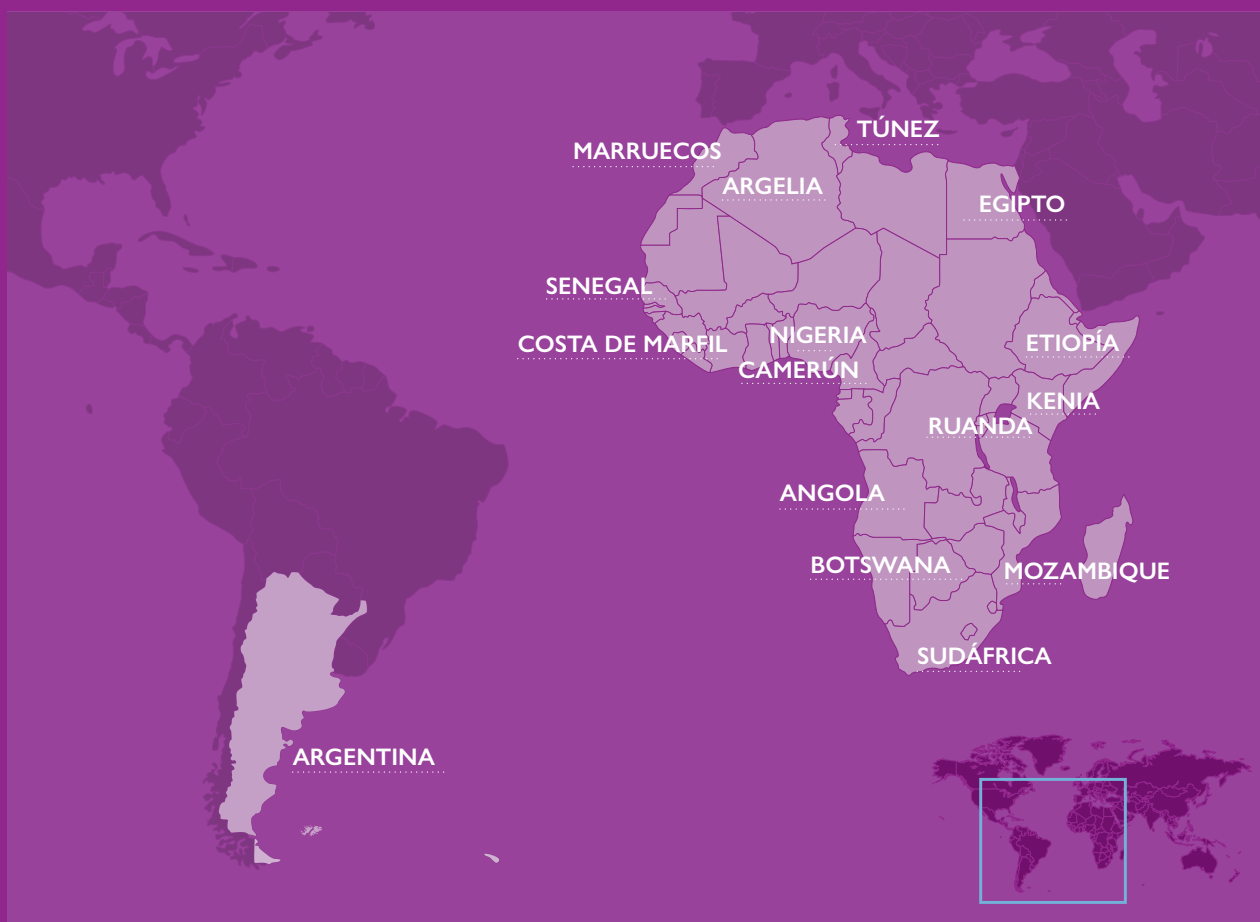 TÚNEZ
MARRUECOS
ARGELIA
EGIPTO
SENEGAL
NIGERIA
COSTA DE MARFIL
ETIOPÍA
CAMERÚN
KENIA
RUANDA
ANGOLA
BOTSWANA
MOZAMBIQUE
SUDÁFRICA
ARGENTINA